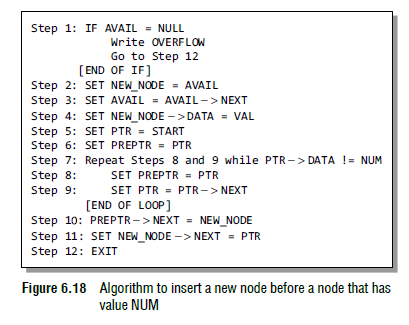 Step 1: IF AVAIL = NULL
Write OVERFLOW
Go to Step 12
[END OF IF]
Step 2: SET NEW_NODE = AVAIL
Step 3: SET AVAIL = AVAIL -> NEXT
Step 4: SET NEW_NODE -> DATA = VAL
Step 5: SET PTR = START
Step 6: SET PREPTR = PTR
Step 7: Repeat Steps 8 and 9 while PTR -> DATA != NUM
Step 8: SET PREPTR = PTR
Step 9: SET PTR = PTR -> NEXT
[END OF LOOP]
Step 10: PREPTR -> NEXT = NEW_NODE
Step 11: SET NEW_NODE -> NEXT = PTR
Step 12: EXIT
Figure 6.18 Algorithm to insert a new node before a node that has
value NUM